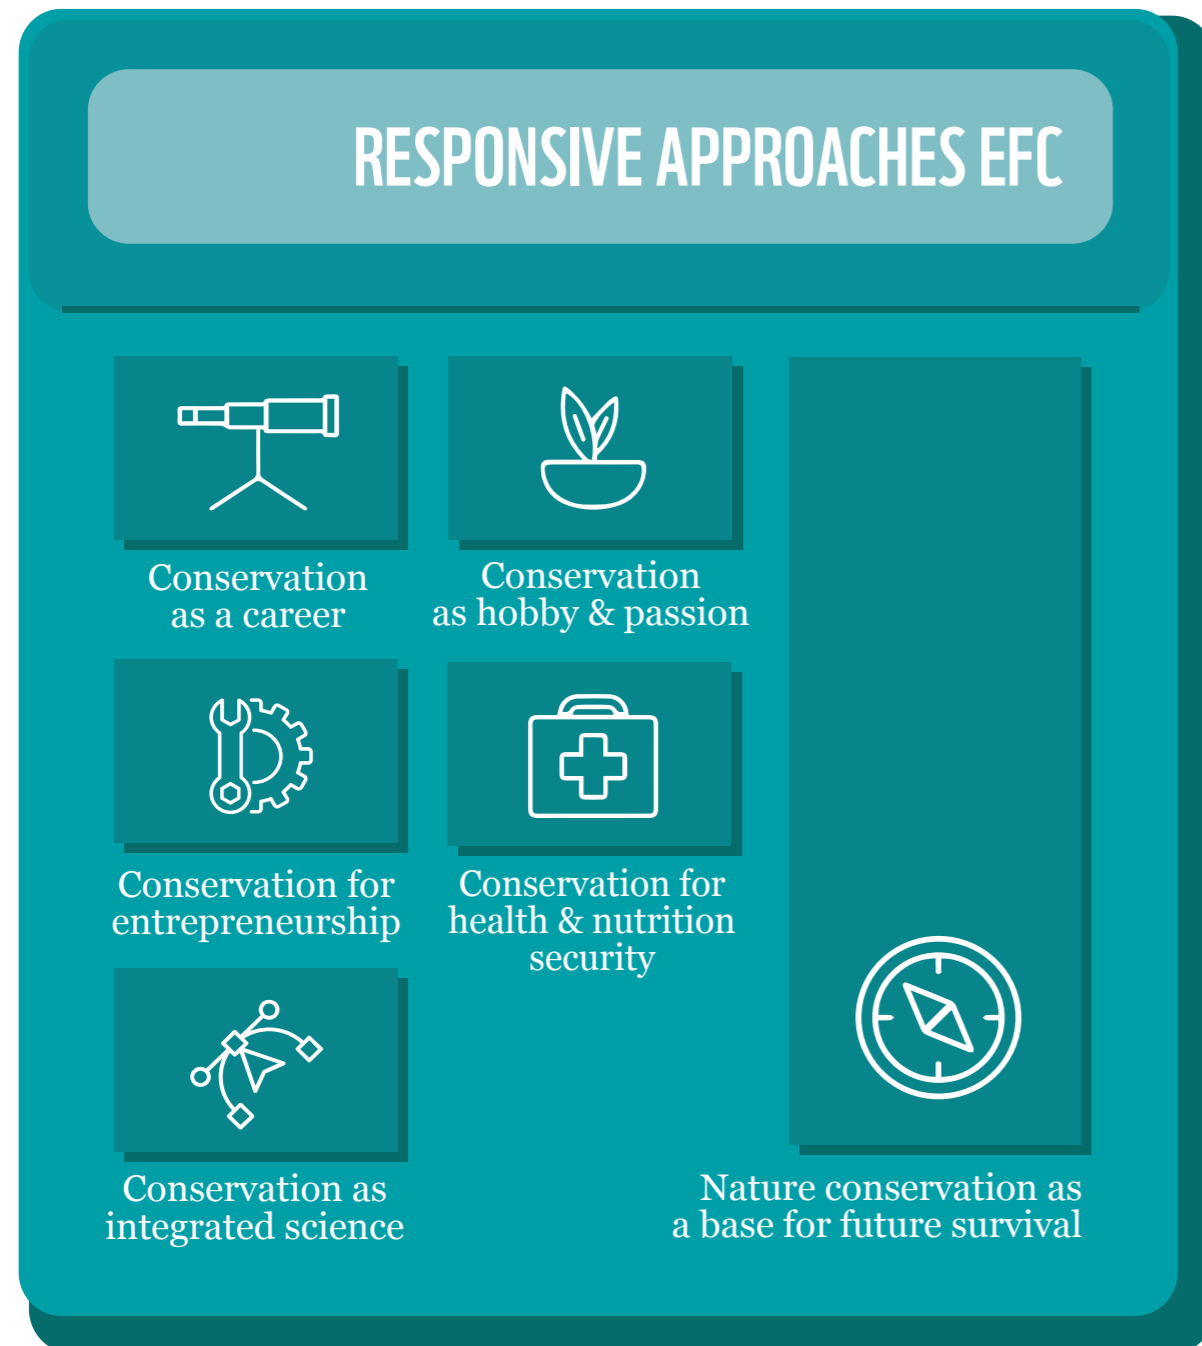 RESPONSIVE APPROACHES EFC
Conservation
as a career
Conservation
as hobby & passion
Conservation for
entrepreneurship
Conservation for
health & nutrition
security
Conservation as
integrated science
Nature conservation as
a base for future survival